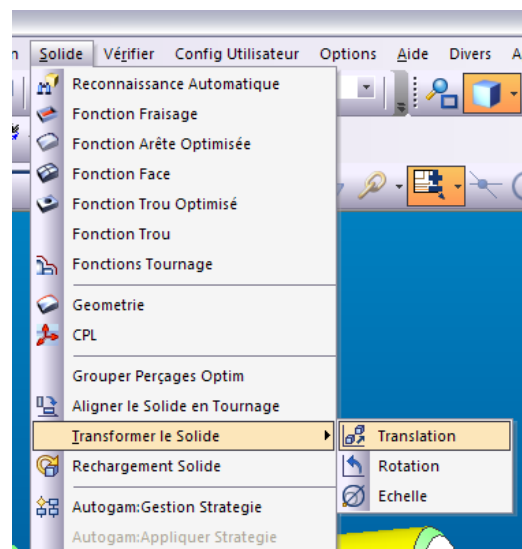 n Solide Vérifier Config Utilisateur Options Aide Divers A
Reconnaissance Automatique
Fonction Fraisage
Fonction Arête Optimisée
Fonction Face
Fonction Trou Optimisé
Fonction Trou
Fonctions Tournage
Geometrie
CPL
Grouper Perçages Optim
Aligner le Solide en Tournage
Transformer le Solide
Translation
Rechargement Solide
Rotation
Echelle
Autogam:Gestion Strategie
Autogam:Appliquer Strategie